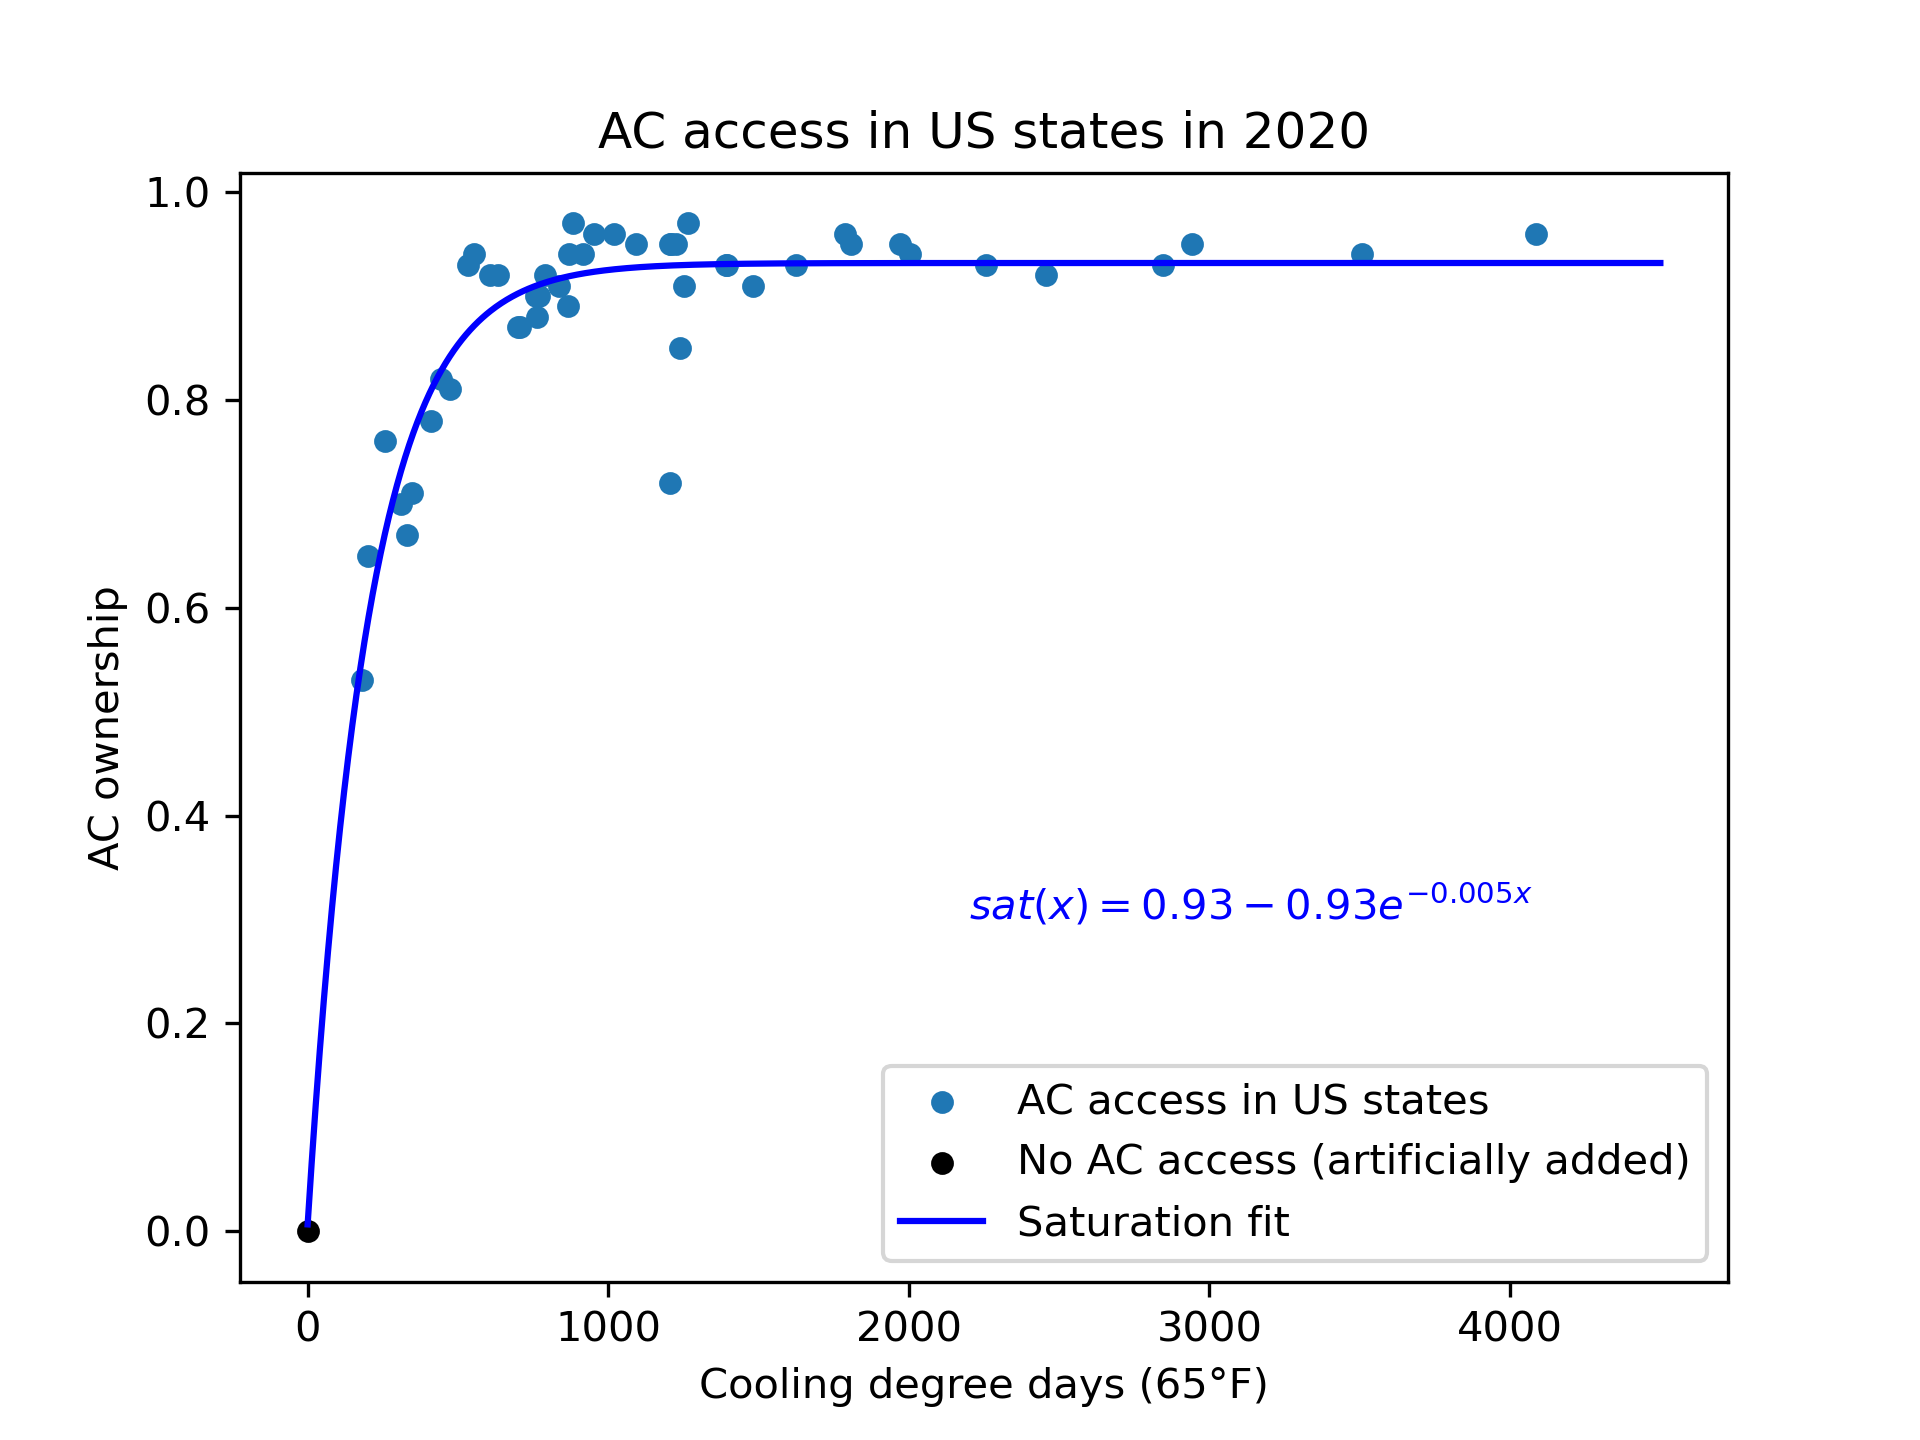 AC access in US states in 2020
1.0
0.8
0.6
0.4
0.2
0.0
AC ownership
sat(x) = 0.93 − 0.93e^{−0.005x}
AC access in US states
No AC access (artificially added)
Saturation fit
0 1000 2000 3000 4000
Cooling degree days (65°F)